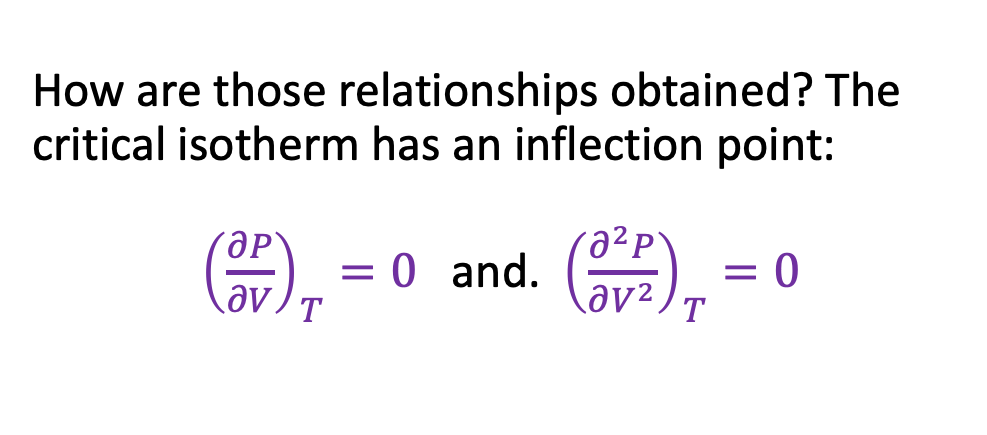 How are those relationships obtained? The
critical isotherm has an inflection point:
(∂P/∂V)_T = 0 and. (∂²P/∂V²)_T = 0